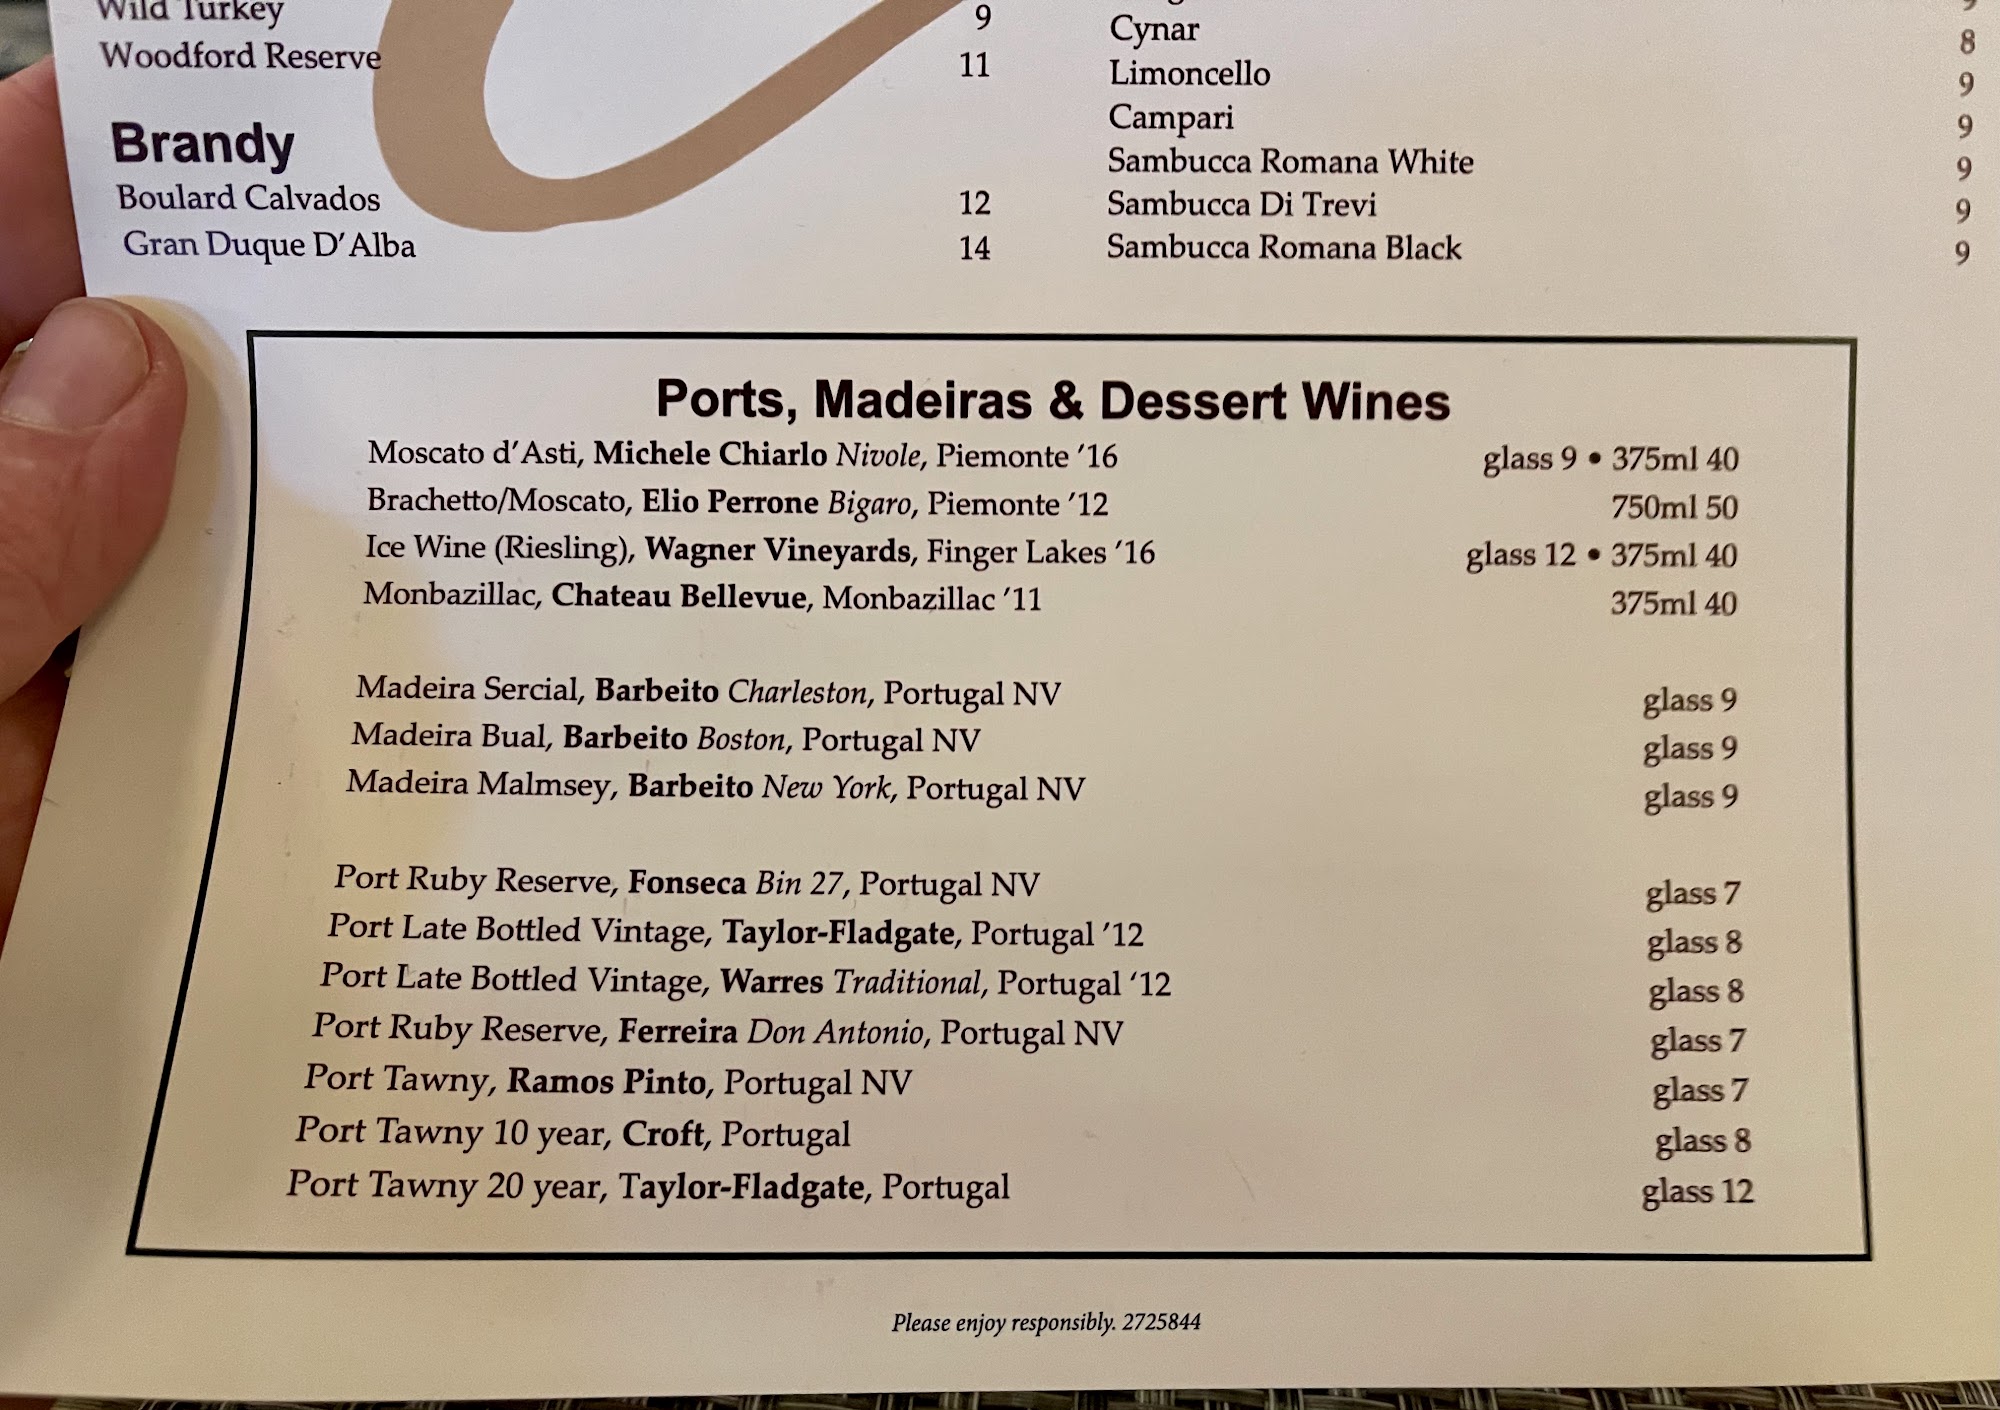 Wild Turkey 9
Woodford Reserve 11
Brandy
Boulard Calvados 12
Gran Duque D'Alba 14
9
Cynar 8
Limoncello 9
Campari 9
Sambucca Romana White 9
Sambucca Di Trevi 9
Sambucca Romana Black 9
Ports, Madeiras & Dessert Wines
Moscato d'Asti, Michele Chiarlo Nivole, Piemonte '16 glass 9 • 375ml 40
Brachetto/Moscato, Elio Perrone Bigaro, Piemonte '12 750ml 50
Ice Wine (Riesling), Wagner Vineyards, Finger Lakes '16 glass 12 • 375ml 40
Monbazillac, Chateau Bellevue, Monbazillac '11 375ml 40
Madeira Sercial, Barbeito Charleston, Portugal NV glass 9
Madeira Bual, Barbeito Boston, Portugal NV glass 9
Madeira Malmsey, Barbeito New York, Portugal NV glass 9
Port Ruby Reserve, Fonseca Bin 27, Portugal NV glass 7
Port Late Bottled Vintage, Taylor-Fladgate, Portugal '12 glass 8
Port Late Bottled Vintage, Warres Traditional, Portugal '12 glass 8
Port Ruby Reserve, Ferreira Don Antonio, Portugal NV glass 7
Port Tawny, Ramos Pinto, Portugal NV glass 7
Port Tawny 10 year, Croft, Portugal glass 8
Port Tawny 20 year, Taylor-Fladgate, Portugal glass 12
Please enjoy responsibly. 2725844